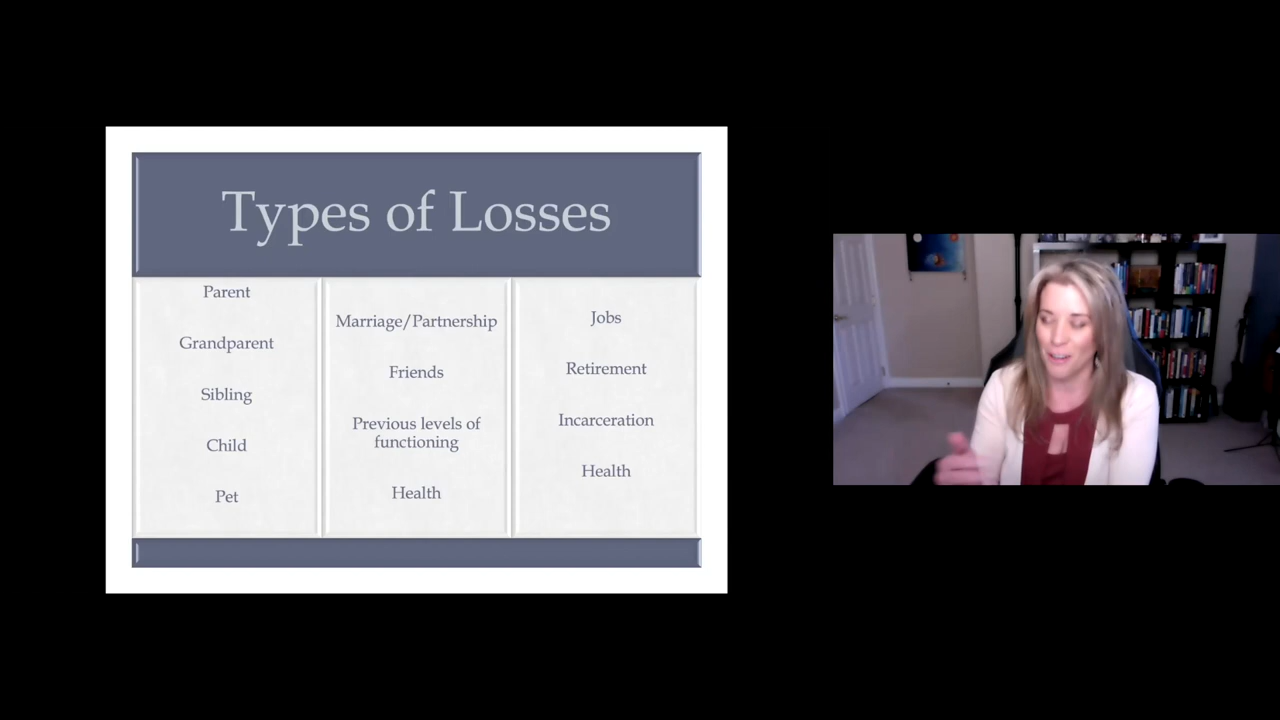 Types of Losses
Parent
Grandparent
Sibling
Child
Pet
Marriage/Partnership
Friends
Previous levels of
functioning
Health
Jobs
Retirement
Incarceration
Health